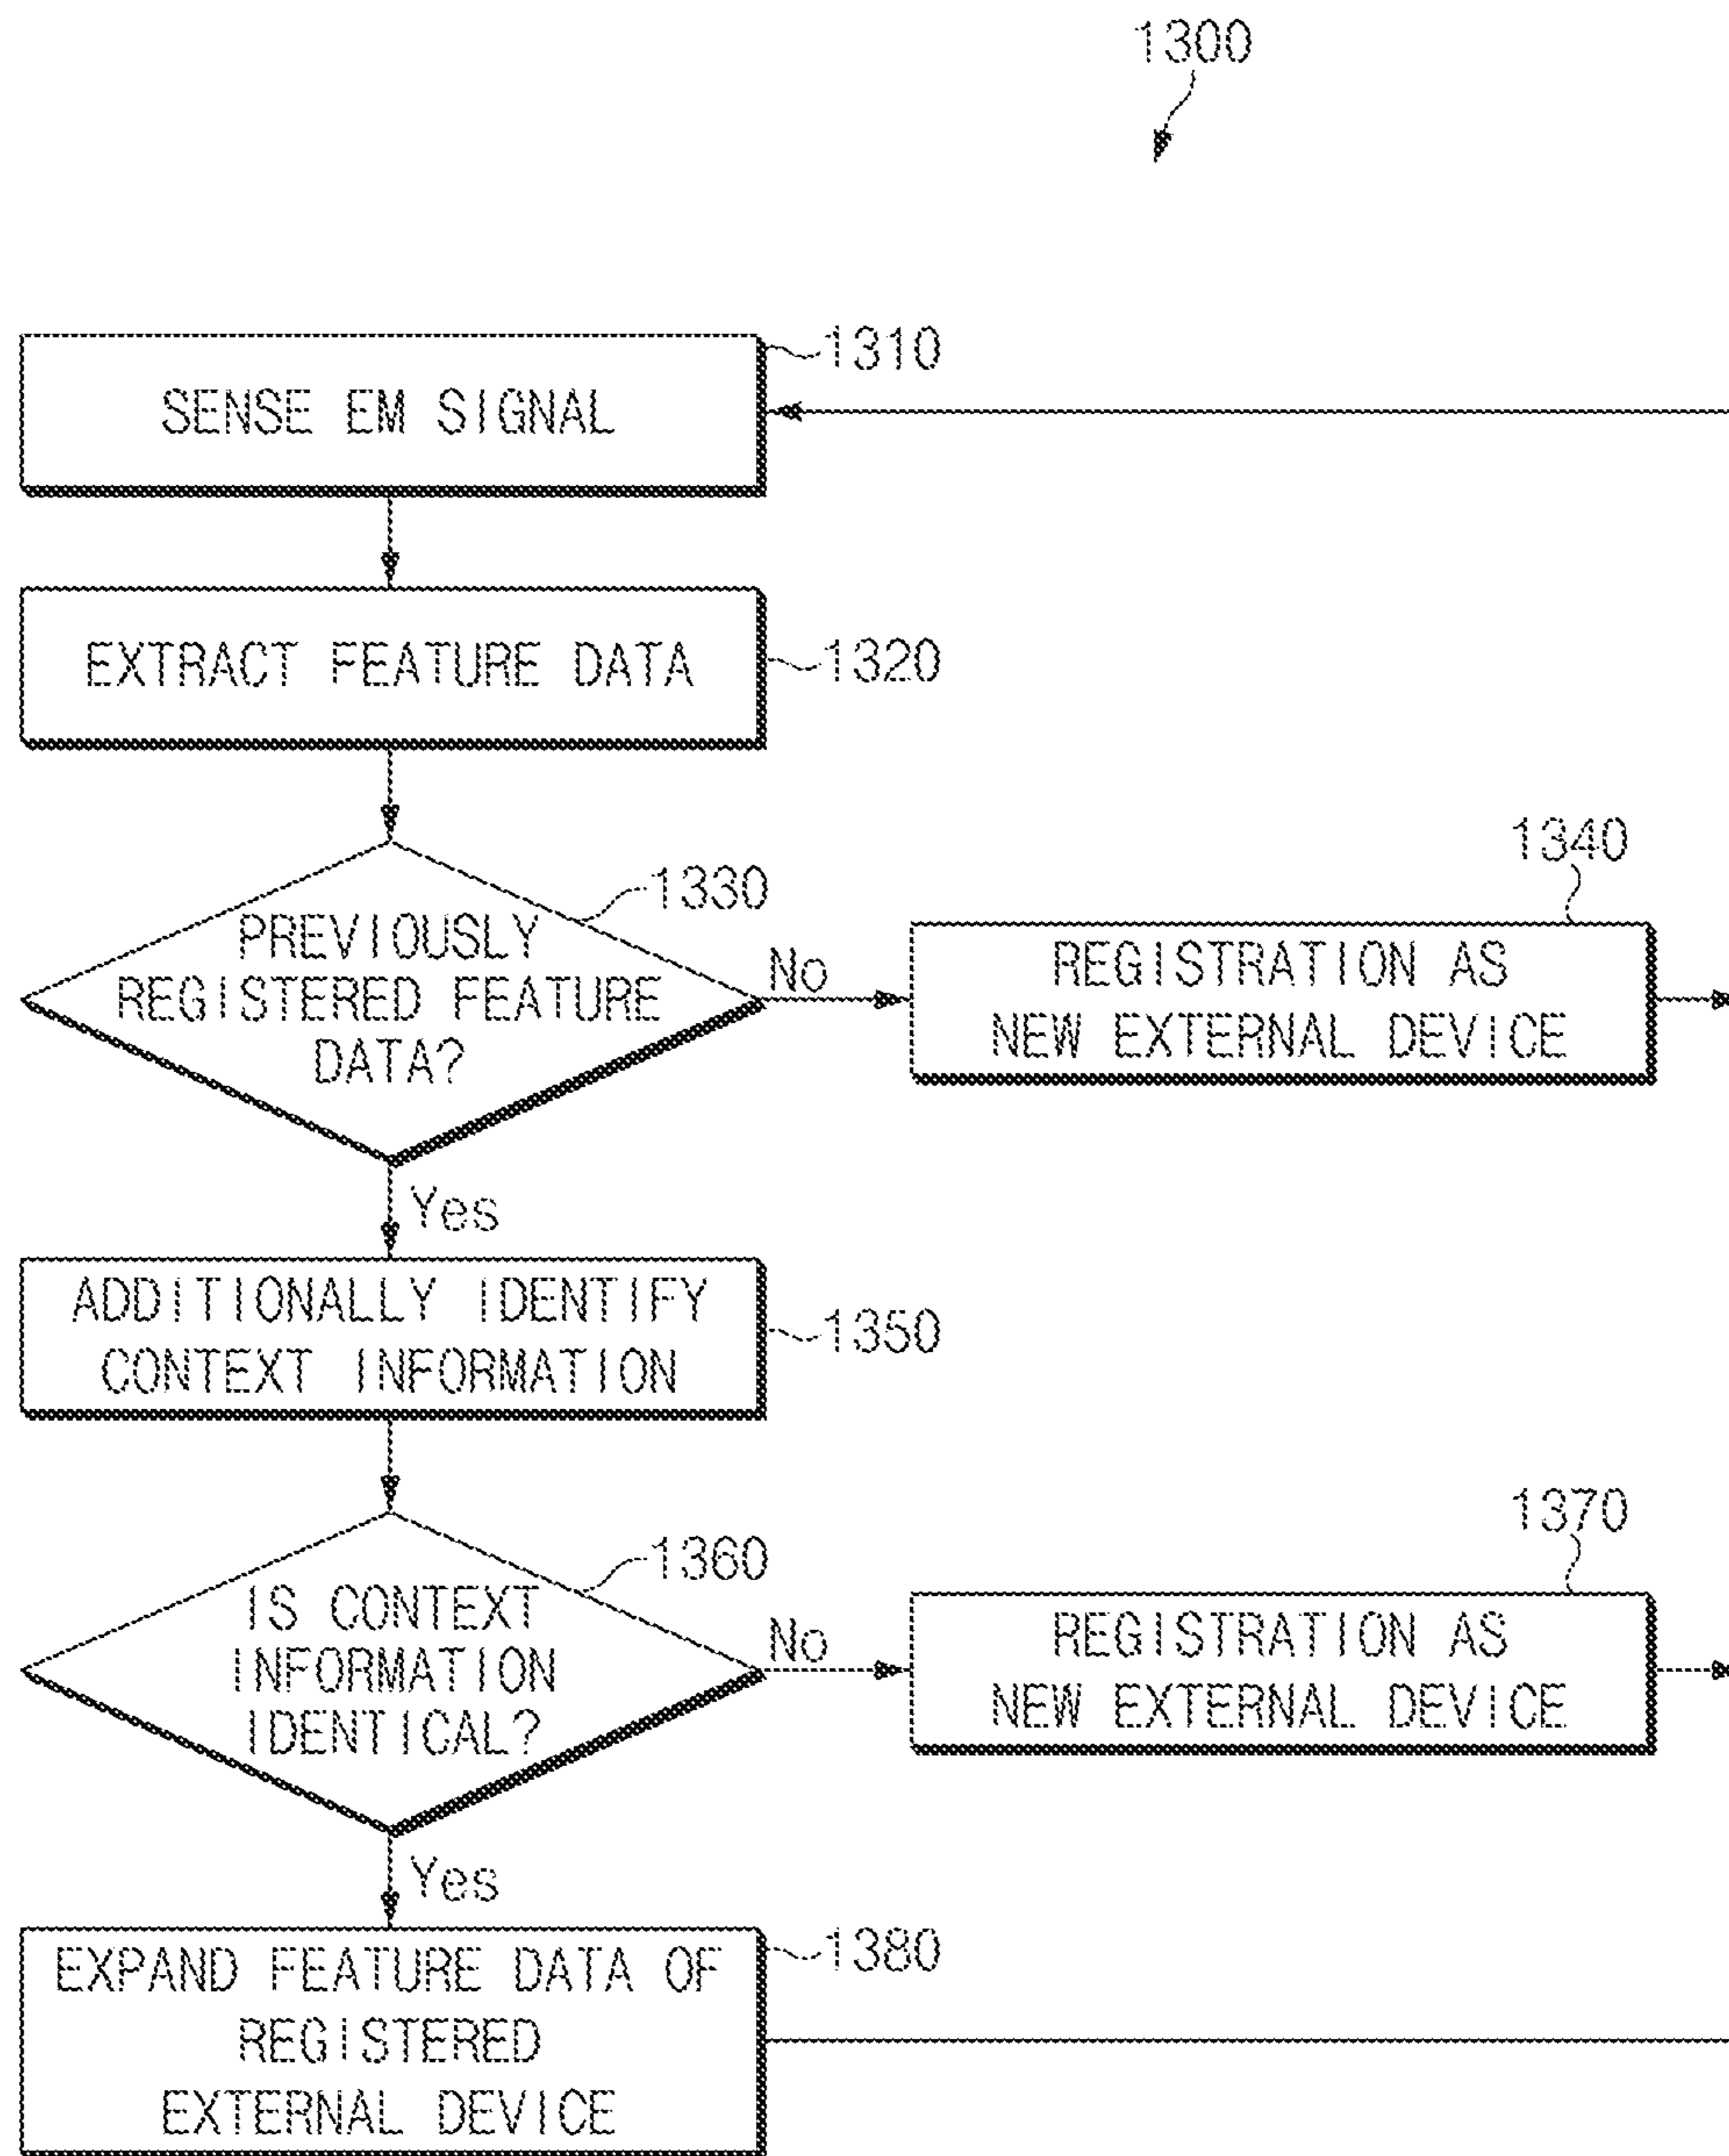 1300
1310
SENSE EM SIGNAL
EXTRACT FEATURE DATA
1320
1330
PREVIOUSLY
REGISTERED FEATURE
DATA?
No
1340
REGISTRATION AS
NEW EXTERNAL DEVICE
Yes
ADDITIONALLY IDENTIFY
CONTEXT INFORMATION
1350
1360
IS CONTEXT
INFORMATION
IDENTICAL?
No
1370
REGISTRATION AS
NEW EXTERNAL DEVICE
Yes
1380
EXPAND FEATURE DATA OF
REGISTERED
EXTERNAL DEVICE